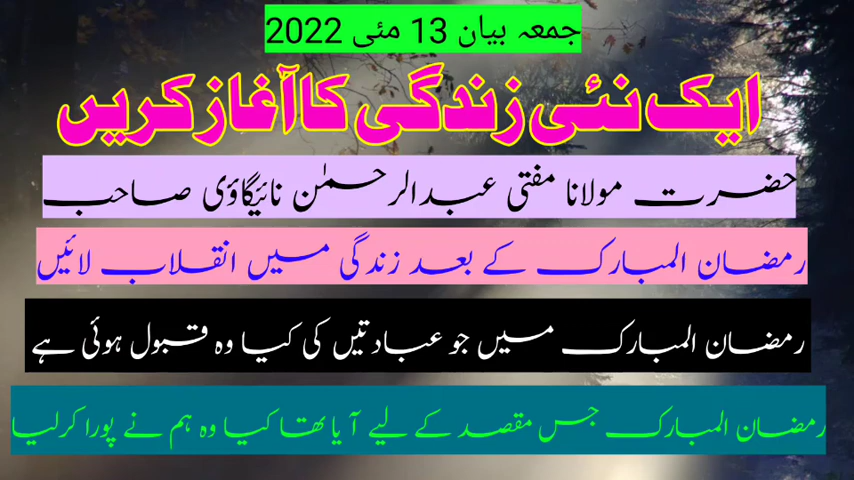 جمعہ بیان 13 مئی 2022
ایک نئی زندگی کا آغاز کریں
حضرت مولانا مفتی عبدالرحمٰن نائیگاؤی صاحب
رمضان المبارک کے بعد زندگی میں انقلاب لائیں
رمضان المبارک میں جو عبادتیں کی کیا وہ قبول ہوئی ہے
رمضان المبارک جس مقصد کے لیے آیا تھا کیا وہ ہم نے پورا کرلیا